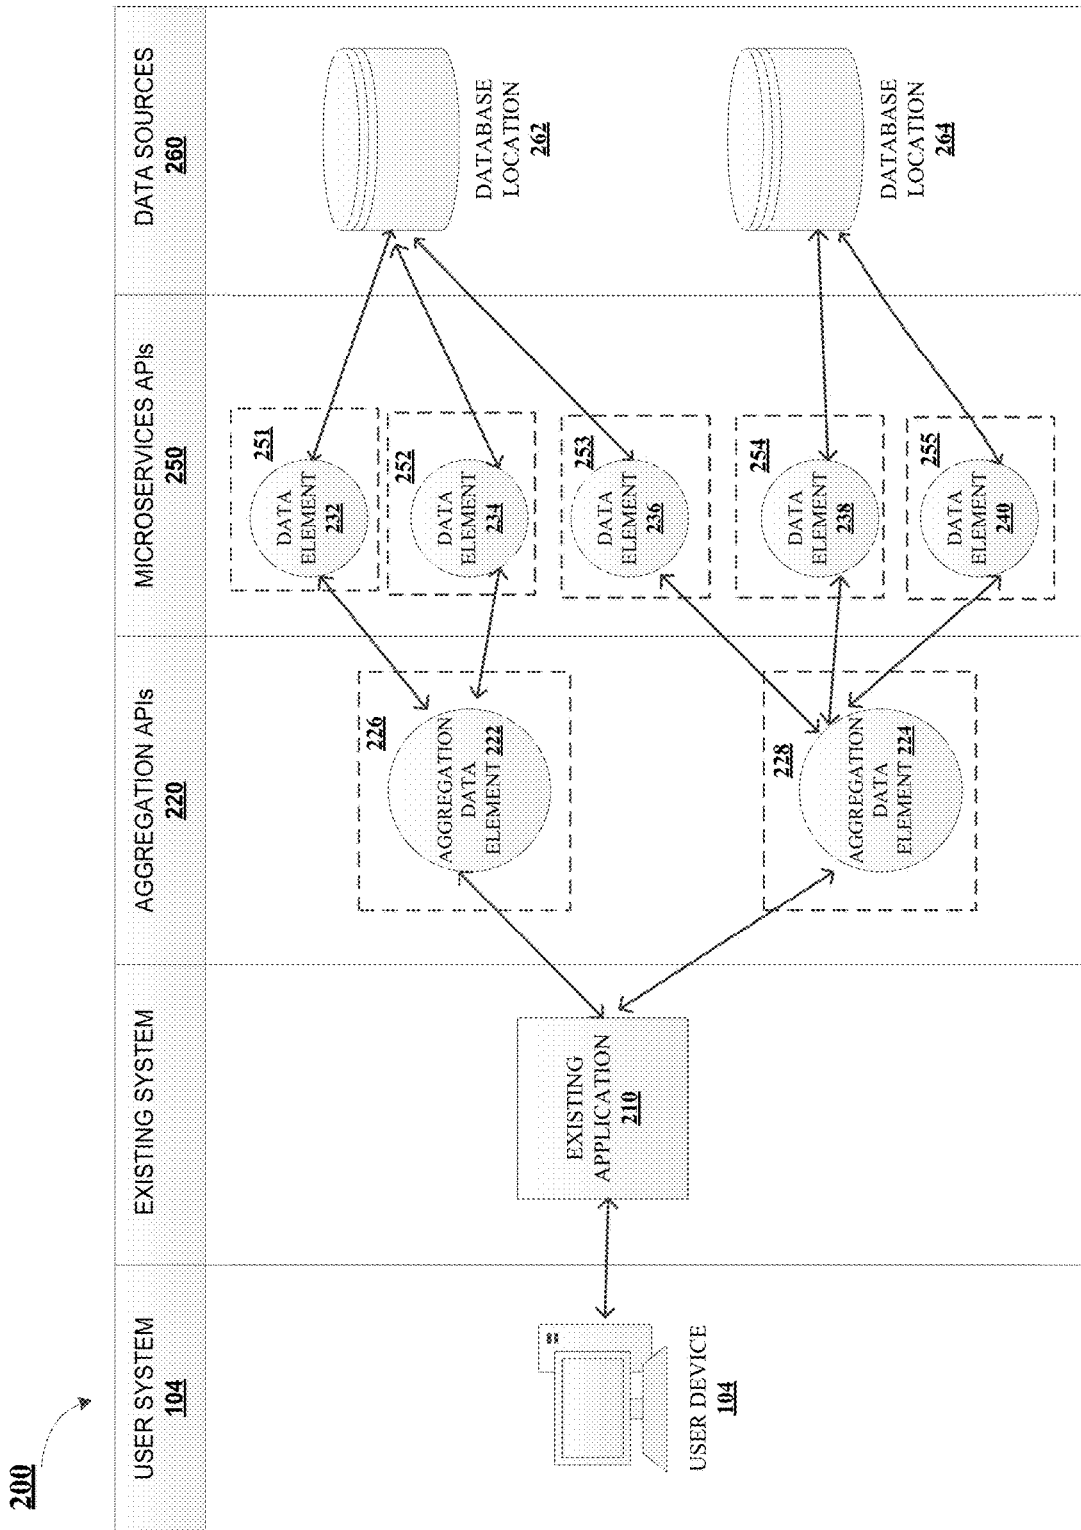 200
USER SYSTEM
104
EXISTING SYSTEM
AGGREGATION APIs
220
MICROSERVICES APIs
250
DATA SOURCES
260
USER DEVICE
104
EXISTING
APPLICATION
210
226
AGGREGATION
DATA
ELEMENT 222
228
AGGREGATION
DATA
ELEMENT 224
251
DATA
ELEMENT
232
252
DATA
ELEMENT
234
253
DATA
ELEMENT
236
254
DATA
ELEMENT
238
255
DATA
ELEMENT
240
DATABASE
LOCATION
262
DATABASE
LOCATION
264